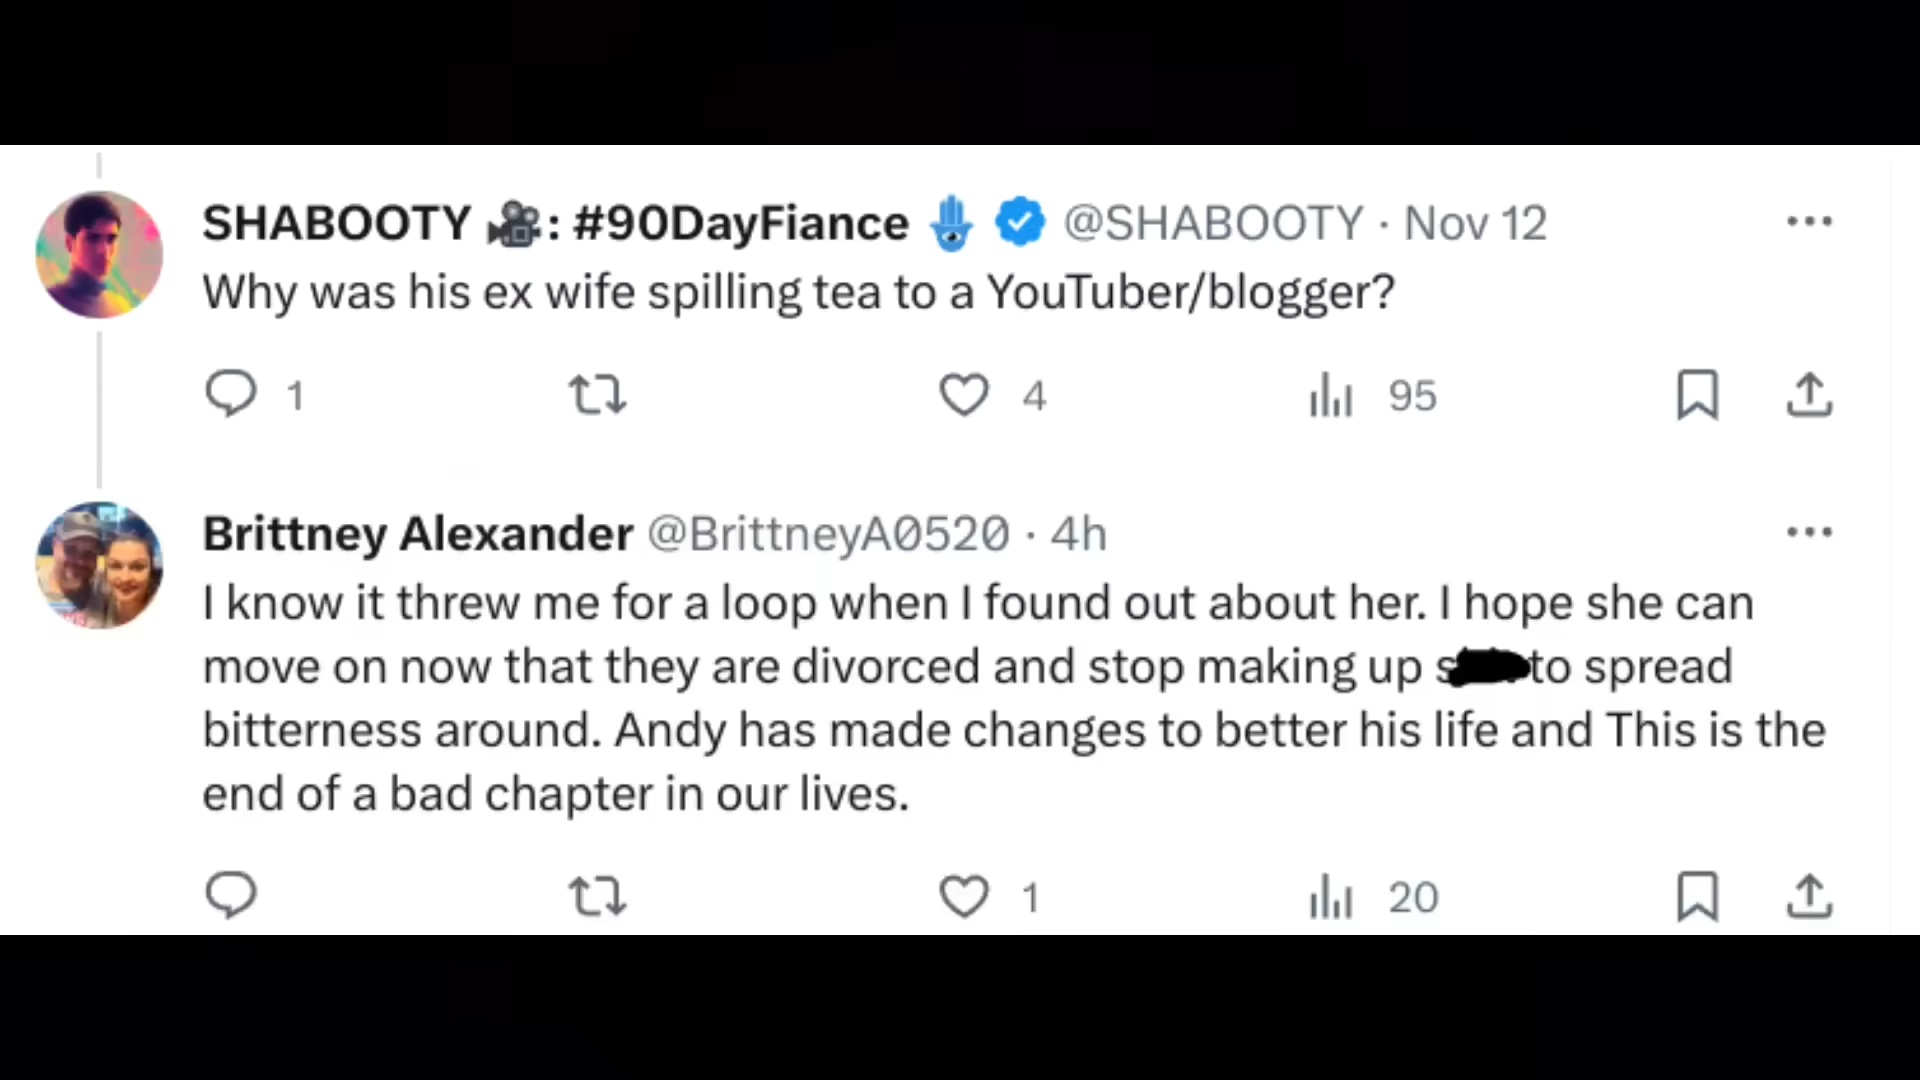 SHABOOTY 🎥: #90DayFiance 🪬 @SHABOOTY · Nov 12
Why was his ex wife spilling tea to a YouTuber/blogger?
1 4 95
Brittney Alexander @BrittneyA0520 · 4h
I know it threw me for a loop when I found out about her. I hope she can
move on now that they are divorced and stop making up s to spread
bitterness around. Andy has made changes to better his life and This is the
end of a bad chapter in our lives.
1 20